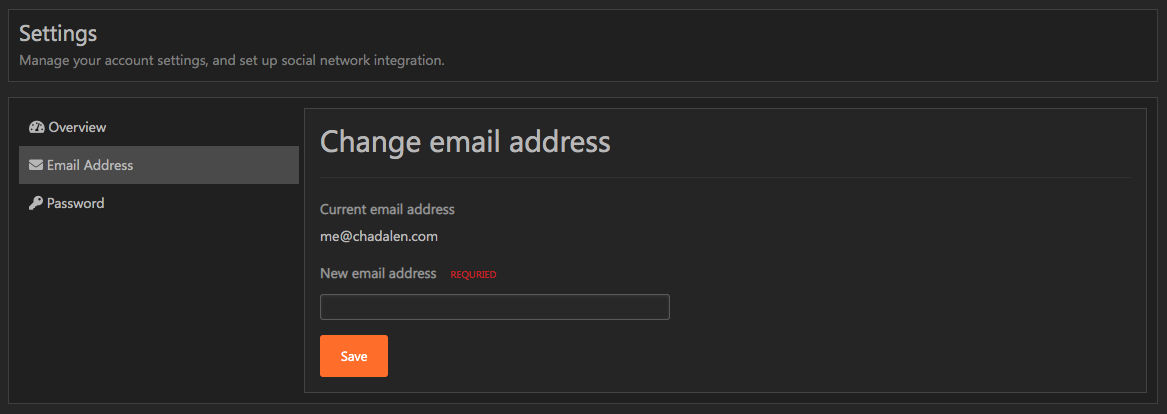 Settings
Manage your account settings, and set up social network integration.
Overview
Email Address
Password
Change email address
Current email address
me@chadalen.com
New email address REQURIED
Save